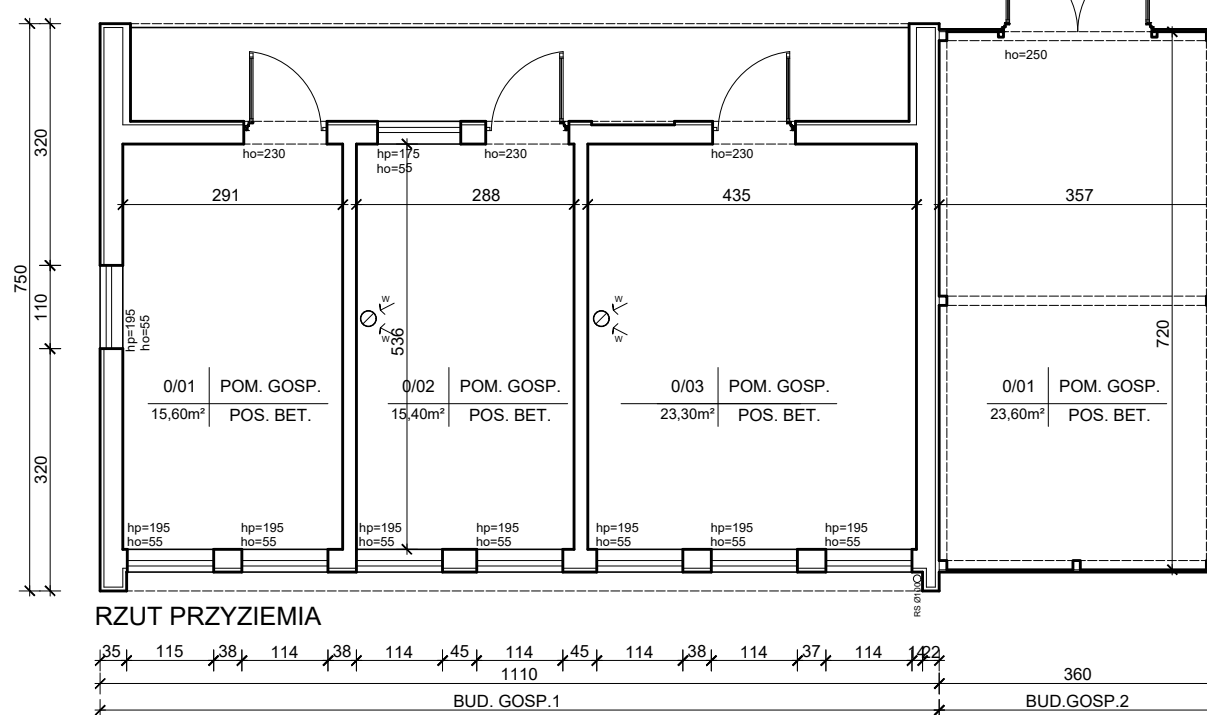 ho=250
320
ho=230
hp=175
ho=55
ho=230
ho=230
291
288
435
357
750
110
hp=195
ho=55
w
w
w
w
536
720
0/01 POM. GOSP.
15,60m² POS. BET.
0/02 POM. GOSP.
15,40m² POS. BET.
0/03 POM. GOSP.
23,30m² POS. BET.
0/01 POM. GOSP.
23,60m² POS. BET.
320
hp=195
ho=55
hp=195
ho=55
hp=195
ho=55
hp=195
ho=55
hp=195
ho=55
hp=195
ho=55
hp=195
RZUT PRZYZIEMIA
35 115 38 114 38 114 45 114 45 114 38 114 37 114 14 22
1110 360
BUD. GOSP.1 BUD.GOSP.2